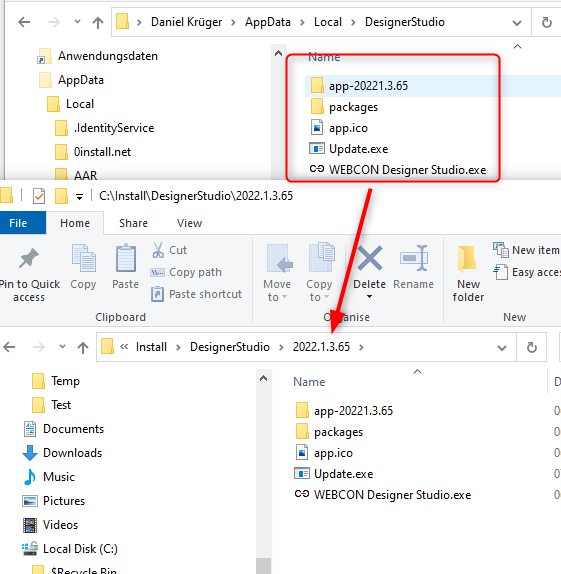 Daniel Krüger > AppData > Local > DesignerStudio
Anwendungsdaten
AppData
Local
.IdentityService
0install.net
AAR
Name
app-20221.3.65
packages
app.ico
Update.exe
WEBCON Designer Studio.exe
C:\Install\DesignerStudio\2022.1.3.65
File
Home
Share
View
Pin to Quick
access
Copy
Paste
Cut
Copy path
Paste shortcut
Clipboard
Move
to
Copy
to
Delete
Rename
Organise
New
folder
New item
Easy acce
New
« Install > DesignerStudio > 2022.1.3.65 >
Temp
Test
Documents
Downloads
Music
Pictures
Videos
Local Disk (C:)
$Recycle.Bin
Name
D
app-20221.3.65
packages
app.ico
Update.exe
WEBCON Designer Studio.exe